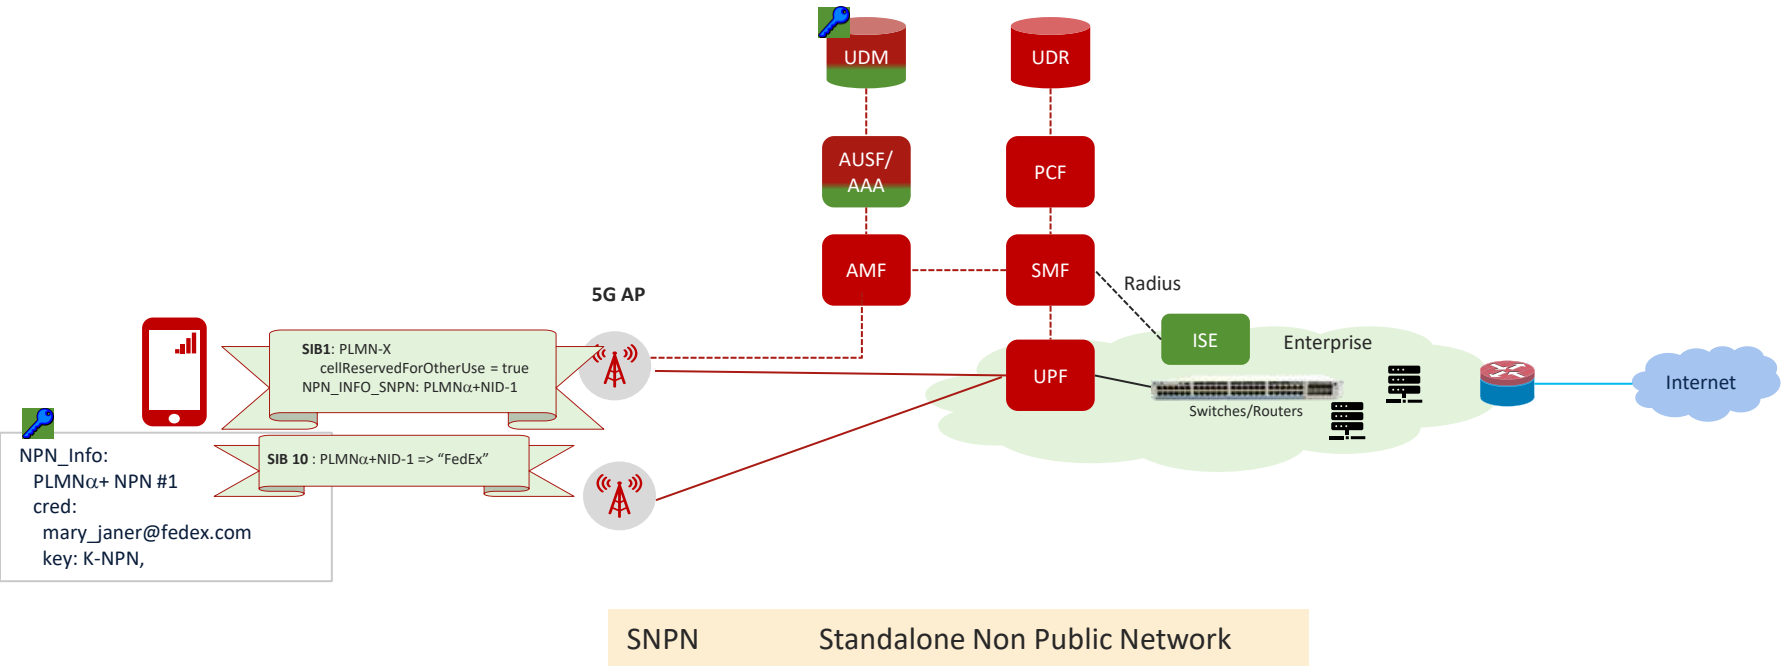 UDM
UDR
AUSF/
AAA
PCF
AMF
SMF
Radius
5G AP
ISE
Enterprise
SIB1: PLMN-X
cellReservedForOtherUse = true
NPN_INFO_SNPN: PLMNα+NID-1
UPF
Internet
Switches/Routers
SIB 10 : PLMNα+NID-1 => “FedEx”
NPN_Info:
PLMNα+ NPN #1
cred:
mary_janer@fedex.com
key: K-NPN,
SNPN Standalone Non Public Network